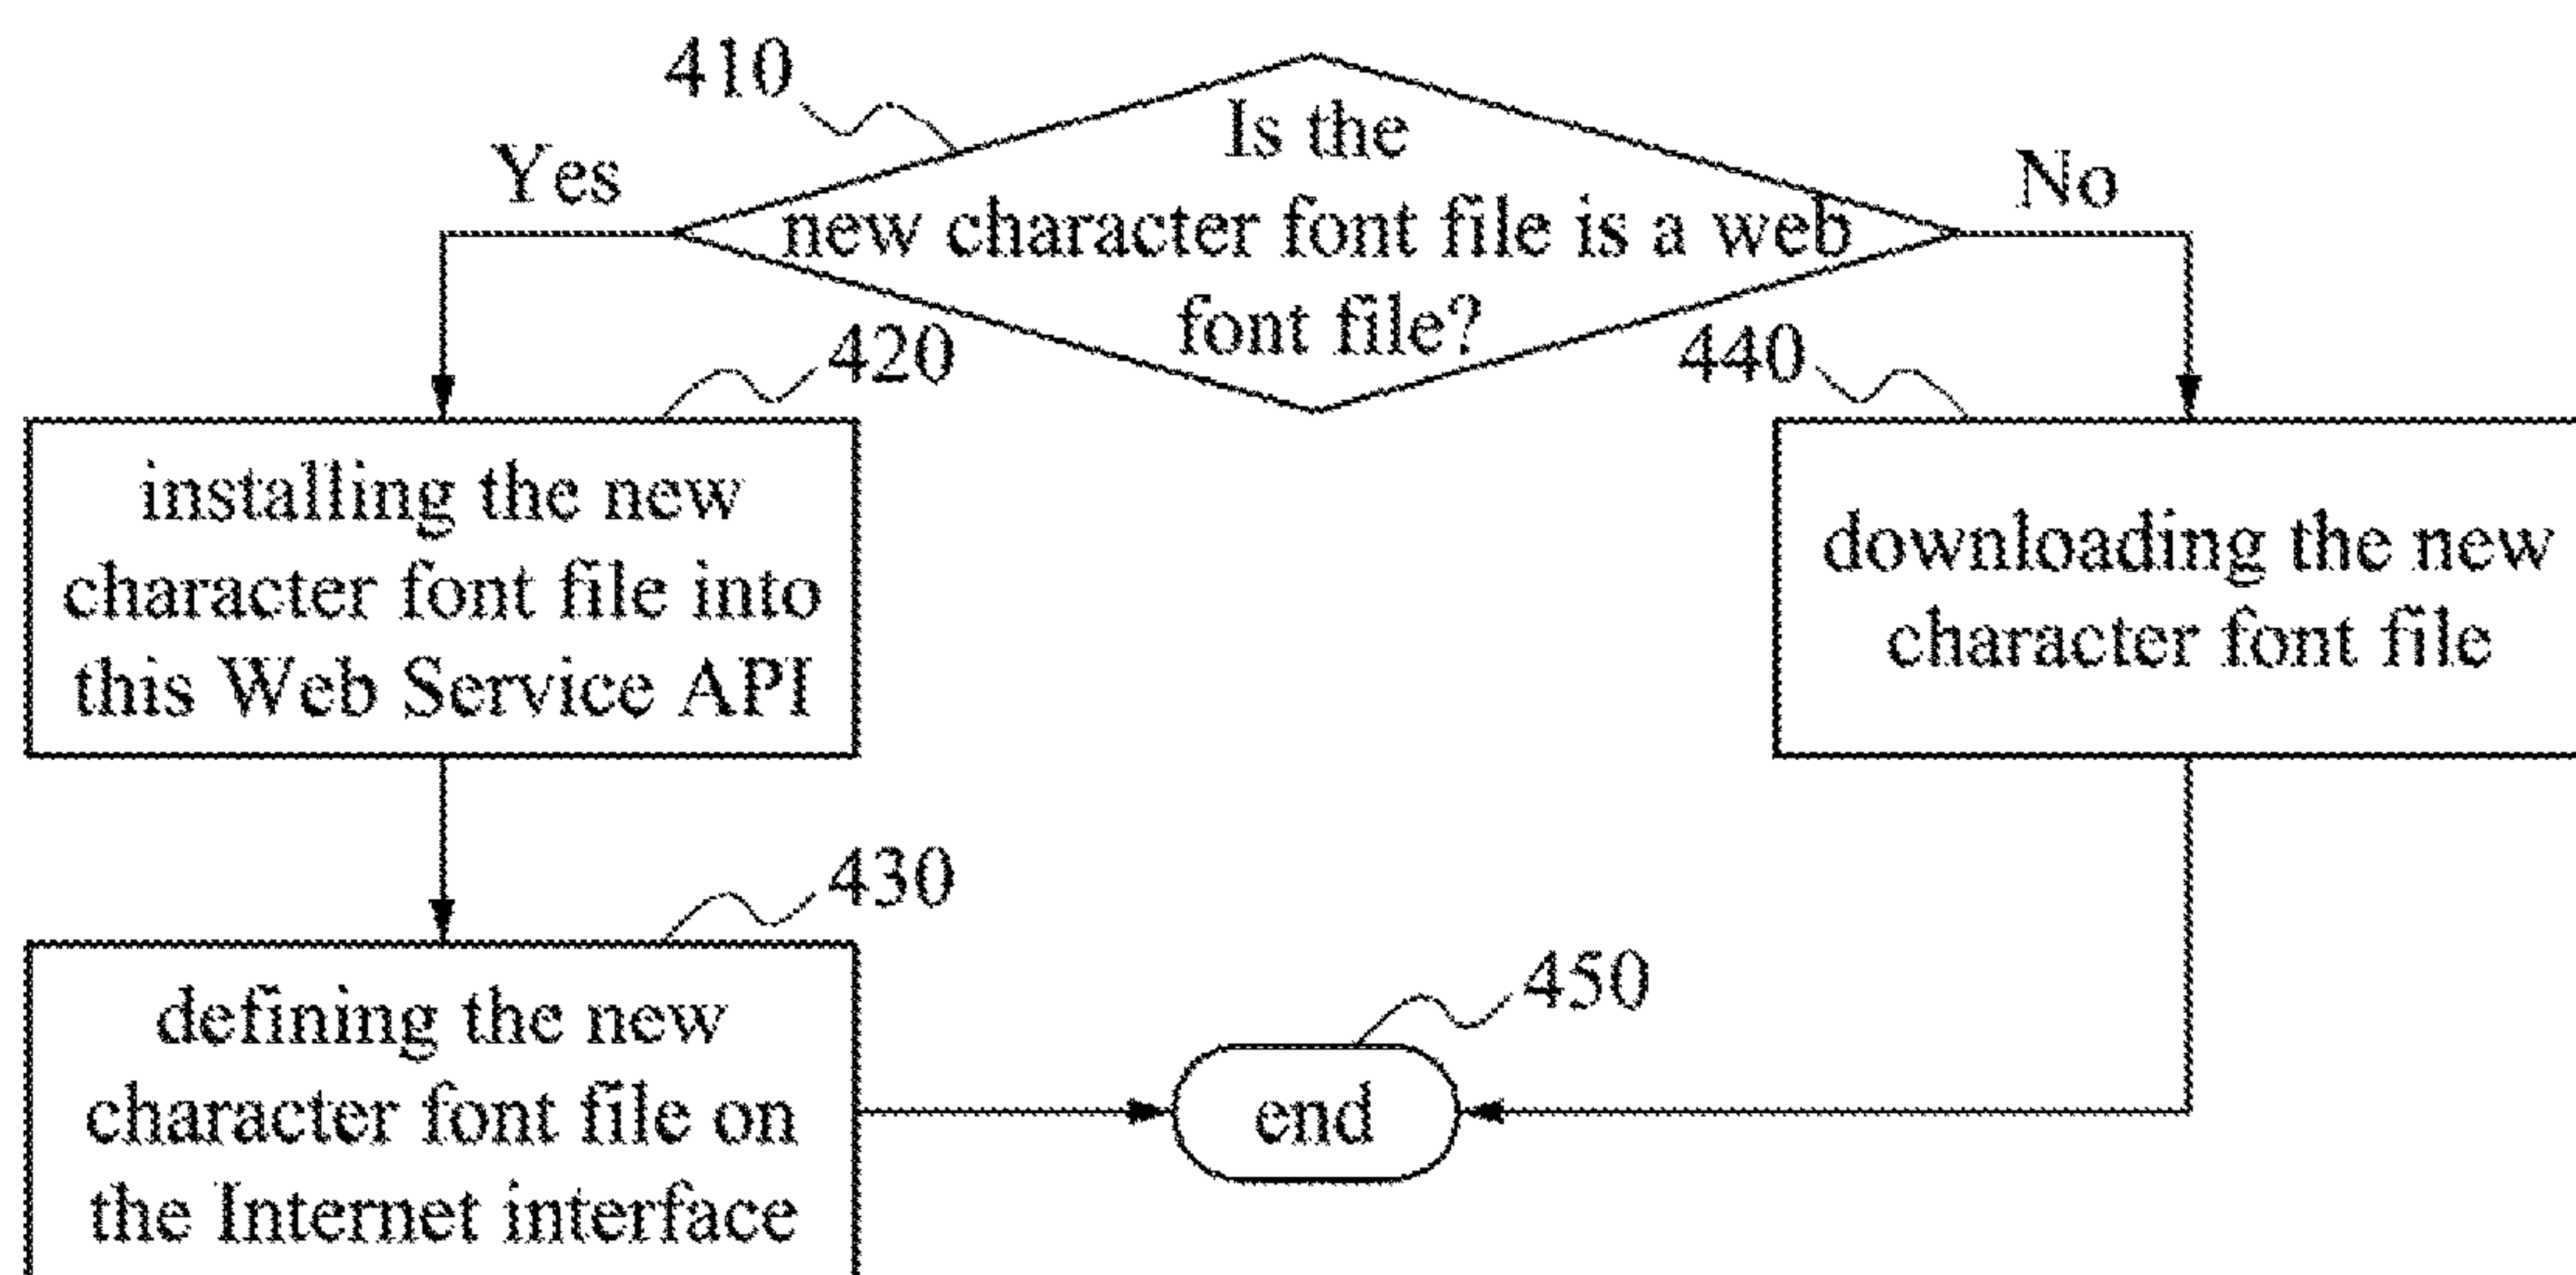 410
Is the
Yes
No
new character font file is a web
font file?
420
440
installing the new
character font file into
this Web Service API
downloading the new
character font file
430
defining the new
character font file on
the Internet interface
450
end